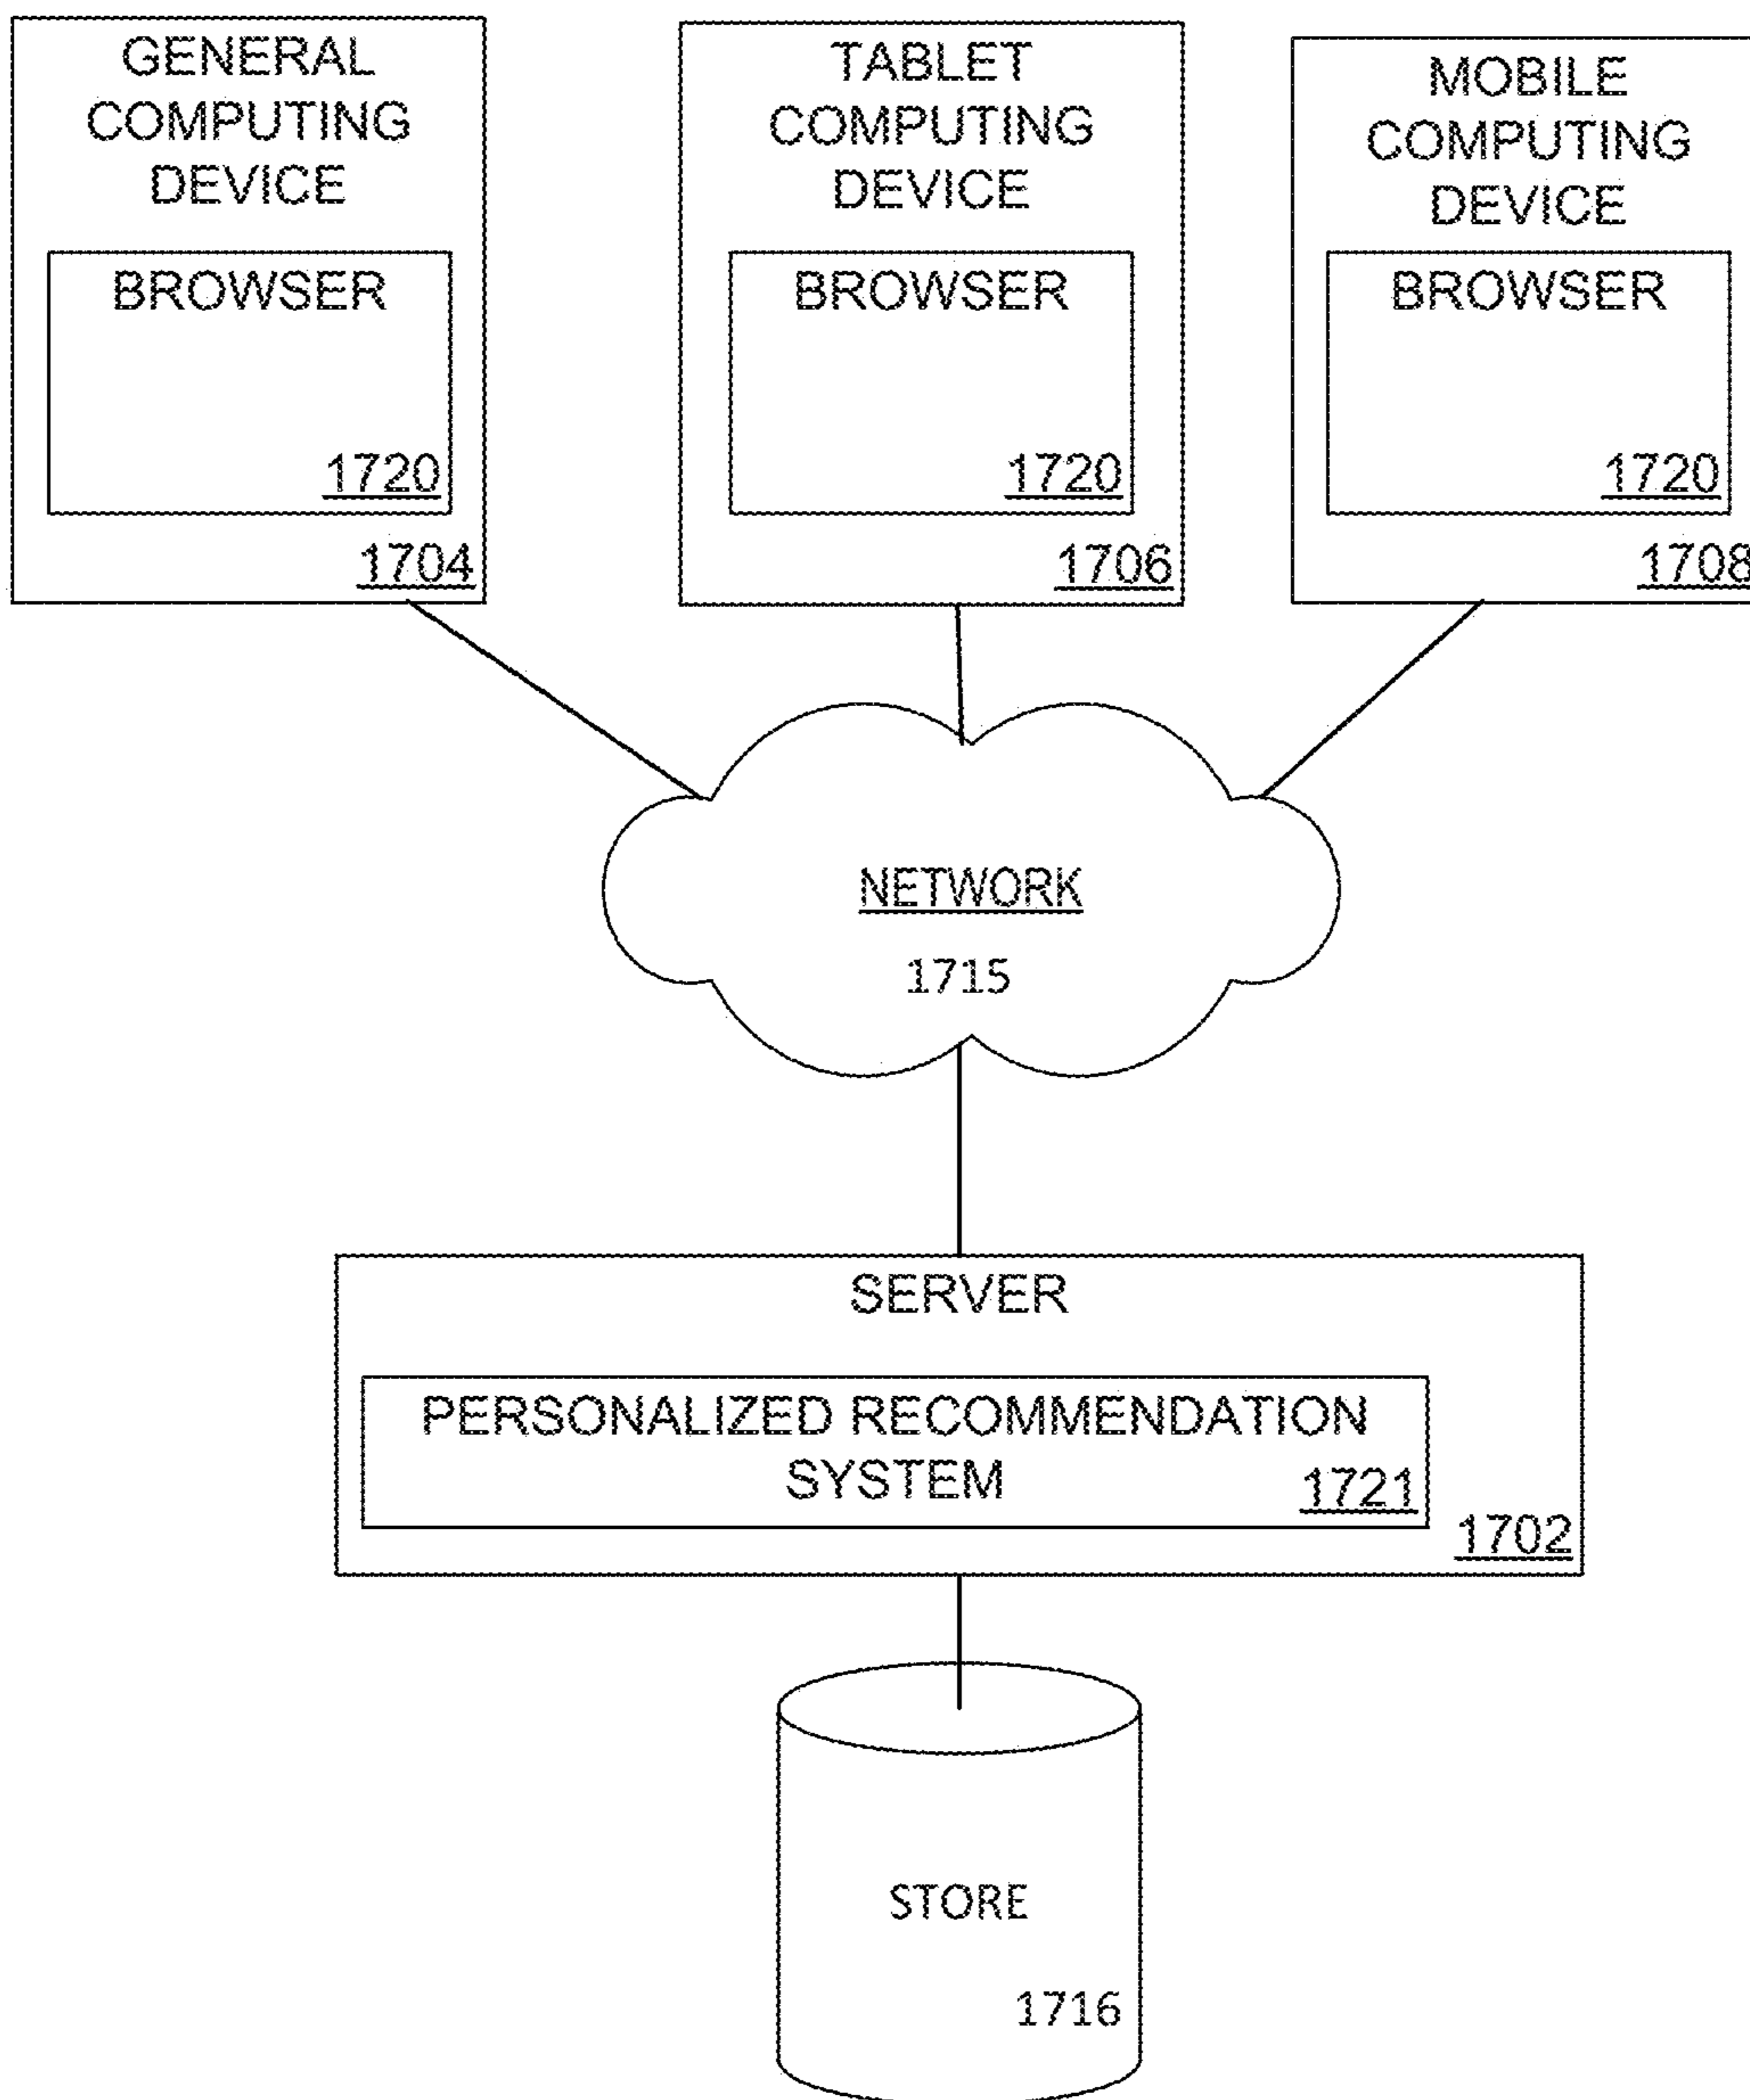 GENERAL
COMPUTING
DEVICE
BROWSER
1720
1704
TABLET
COMPUTING
DEVICE
BROWSER
1720
1706
MOBILE
COMPUTING
DEVICE
BROWSER
1720
1708
NETWORK
1715
SERVER
PERSONALIZED RECOMMENDATION
SYSTEM
1721
1702
STORE
1716